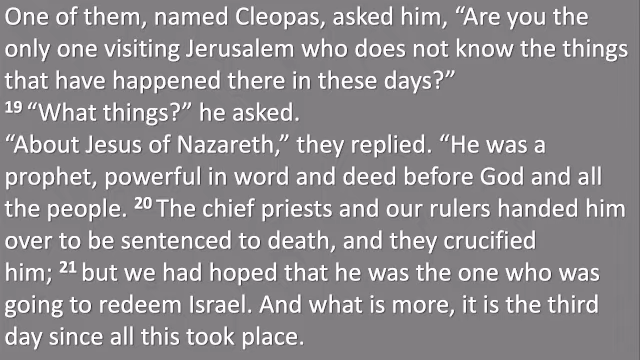 One of them, named Cleopas, asked him, “Are you the
only one visiting Jerusalem who does not know the things
that have happened there in these days?”
19 “What things?” he asked.
“About Jesus of Nazareth,” they replied. “He was a
prophet, powerful in word and deed before God and all
the people. 20 The chief priests and our rulers handed him
over to be sentenced to death, and they crucified
him; 21 but we had hoped that he was the one who was
going to redeem Israel. And what is more, it is the third
day since all this took place.